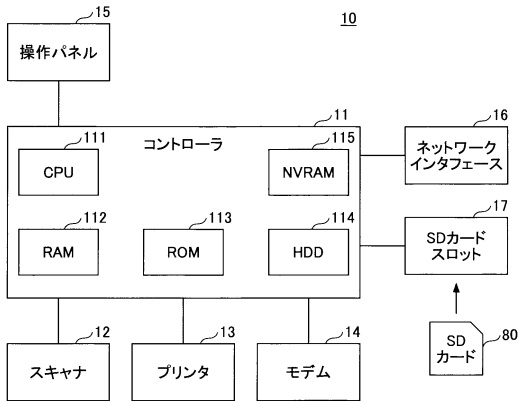 15
10
操作パネル
11
コントローラ
111
CPU
115
NVRAM
16
ネットワーク
インタフェース
112
RAM
113
ROM
114
HDD
17
SDカード
スロット
12
スキャナ
13
プリンタ
14
モデム
SD
カード
80